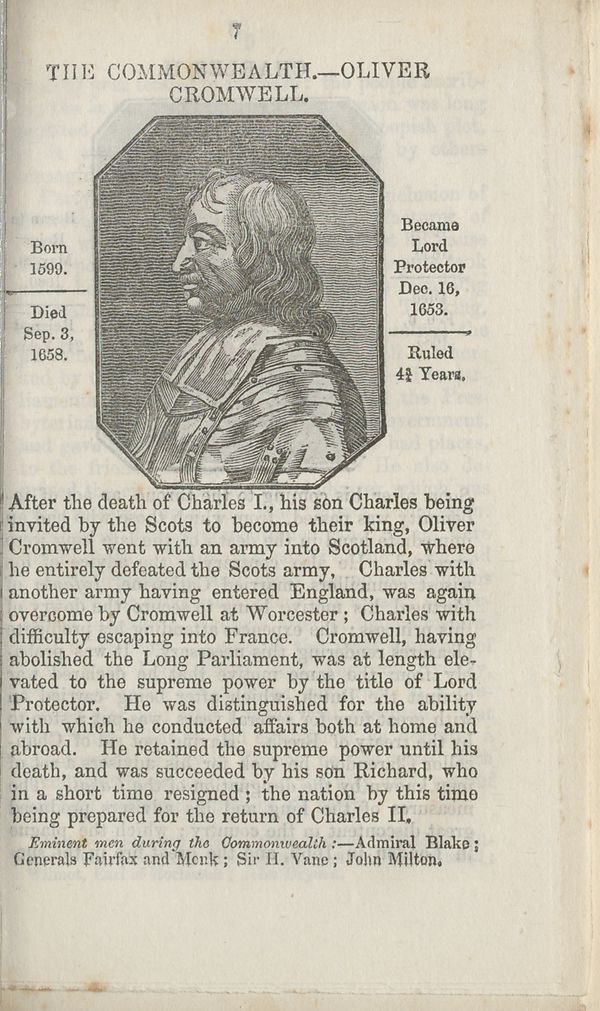 7
THE COMMONWEALTH.—OLIVER
CROMWELL.
Born
1599.
Died
Sep. 3,
1658.
Became
Lord
Protector
Dec. 16,
1653.
Ruled
4¾ Years.
After the death of Charles I., his son Charles being
invited by the Scots to become their king, Oliver
Cromwell went with an army into Scotland, where
he entirely defeated the Scots army, Charles with
another army having entered England, was again
overcome by Cromwell at Worcester; Charles with
difficulty escaping into France. Cromwell, having
abolished the Long Parliament, was at length ele-
vated to the supreme power by the title of Lord
Protector. He was distinguished for the ability
with which he conducted affairs both at home and
abroad. He retained the supreme power until his
death, and was succeeded by his son Richard, who
in a short time resigned; the nation by this time
being prepared for the return of Charles II.
Eminent men during the Commonwealth:—Admiral Blake;
Generals Fairfax and Monk; Sir H. Vane; John Milton.